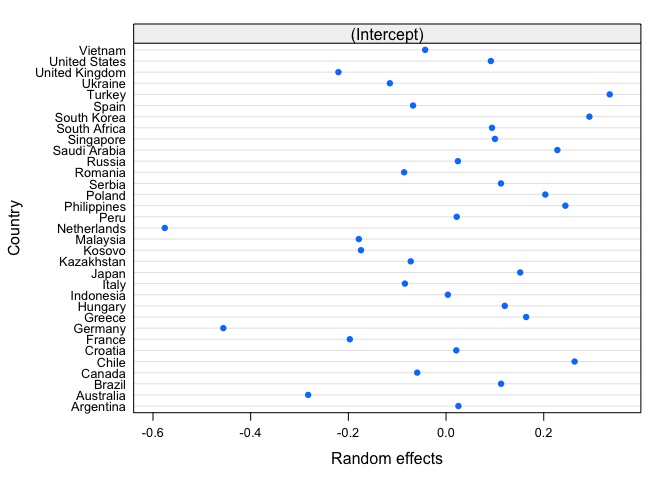 (Intercept)
Vietnam
United States
United Kingdom
Ukraine
Turkey
Spain
South Korea
South Africa
Singapore
Saudi Arabia
Russia
Romania
Serbia
Poland
Philippines
Peru
Netherlands
Malaysia
Kosovo
Kazakhstan
Japan
Italy
Indonesia
Hungary
Greece
Germany
France
Croatia
Chile
Canada
Brazil
Australia
Argentina
Country
-0.6 -0.4 -0.2 0.0 0.2
Random effects